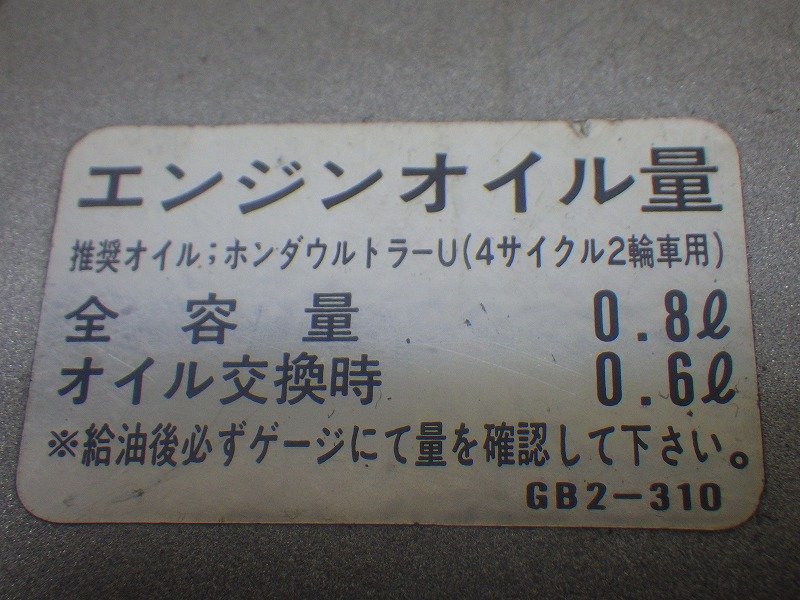 エンジンオイル量
推奨オイル；ホンダウルトラーU(4サイクル2輪車用)
全容量 0.8ℓ
オイル交換時 0.6ℓ
※給油後必ずゲージにて量を確認して下さい。
GB2-310